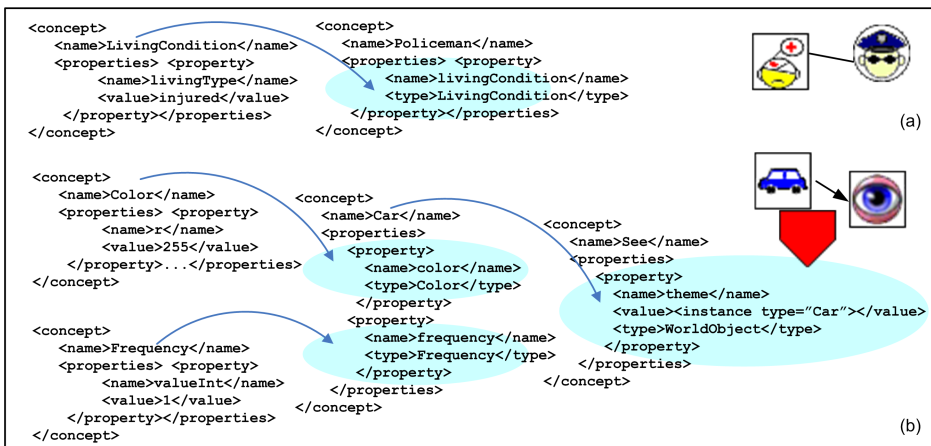 <concept>
<name>LivingCondition</name>
<properties> <property>
<name>livingType</name>
<value>injured</value>
</property></properties>
</concept>
<concept>
<name>Policeman</name>
<properties> <property>
<name>livingCondition</name>
<type>LivingCondition</type>
</property></properties>
</concept>
(a)
<concept>
<name>Color</name>
<properties> <property>
<name>r</name>
<value>255</value>
</property>...</properties>
</concept>
<concept>
<name>Frequency</name>
<properties> <property>
<name>valueInt</name>
<value>1</value>
</property></properties>
</concept>
<concept>
<name>Car</name>
<properties>
<property>
<name>color</name>
<type>Color</type>
</property>
<property>
<name>frequency</name>
<type>Frequency</type>
</property>
</properties>
</concept>
<concept>
<name>See</name>
<properties>
<property>
<name>theme</name>
<value><instance type=”Car”></value>
<type>WorldObject</type>
</property>
</properties>
</concept>
(b)